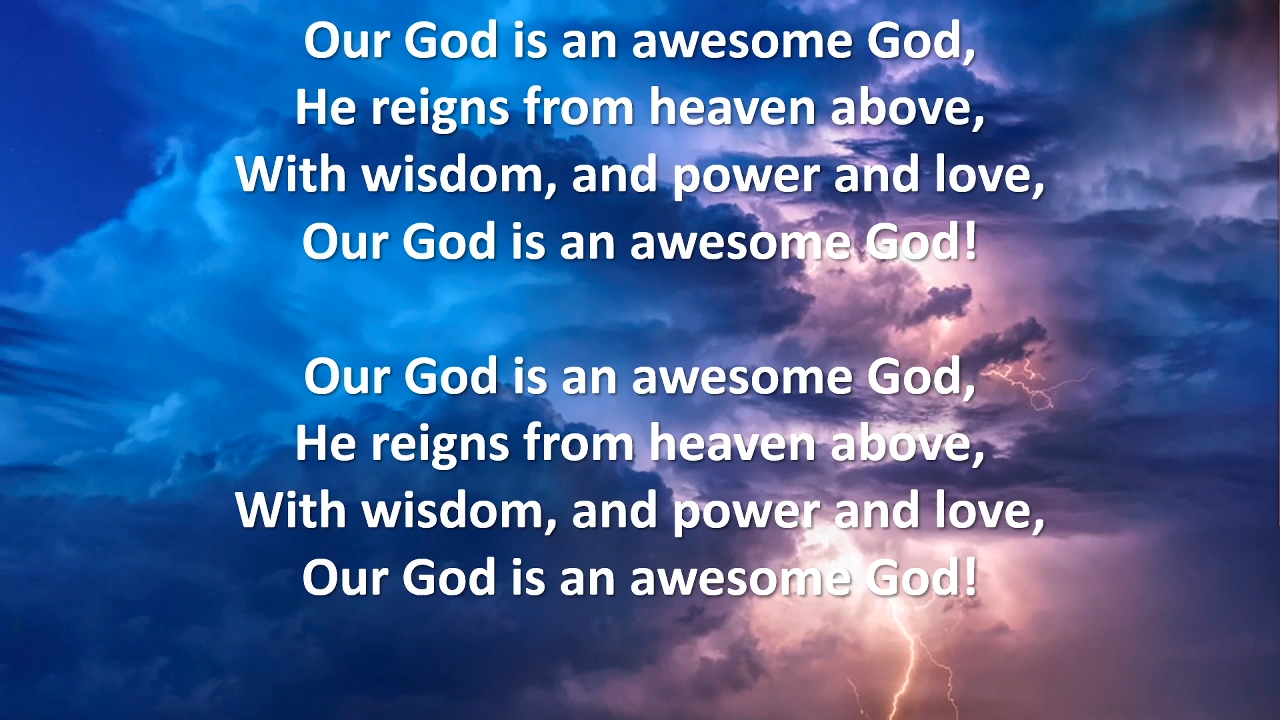 Our God is an awesome God,
He reigns from heaven above,
With wisdom, and power and love,
Our God is an awesome God!
Our God is an awesome God,
He reigns from heaven above,
With wisdom, and power and love,
Our God is an awesome God!